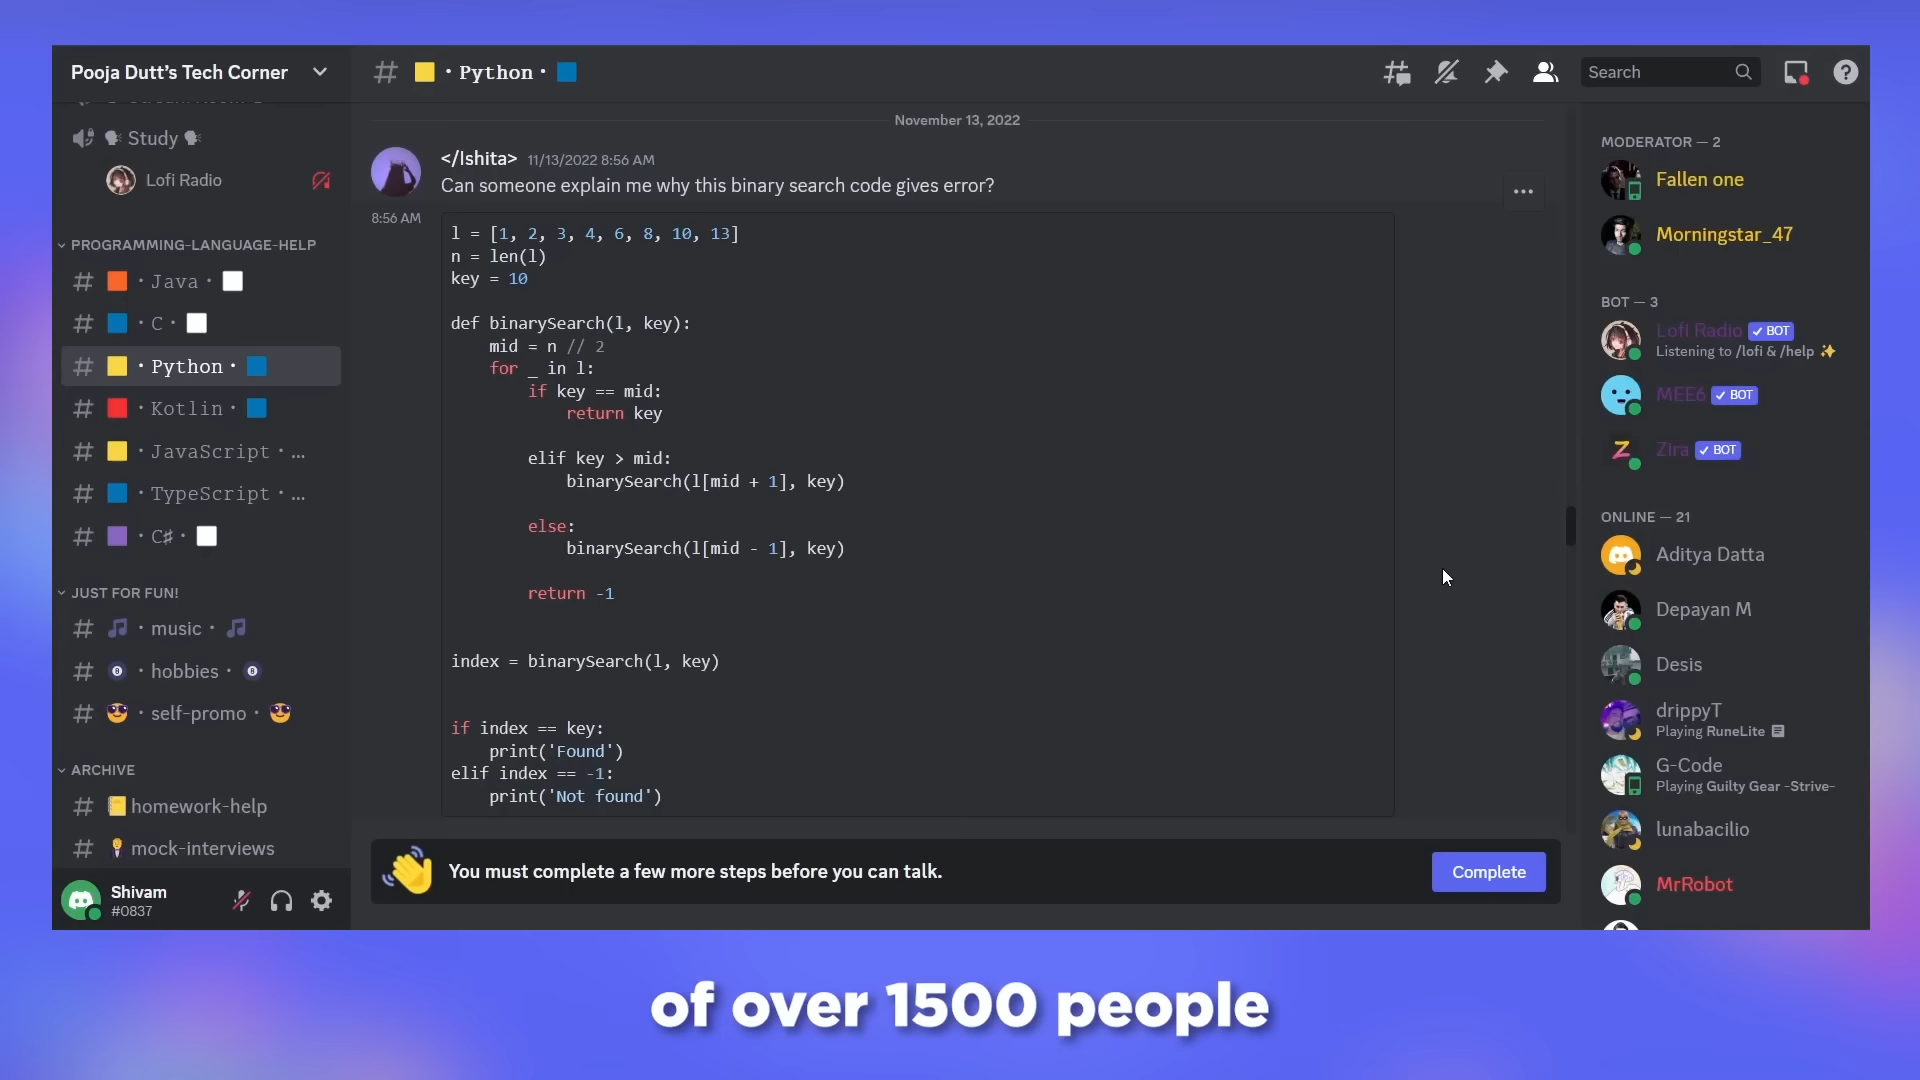 Pooja Dutt's Tech Corner
Study
Lofi Radio
PROGRAMMING-LANGUAGE-HELP
# · Java ·
# · C ·
# · Python ·
# · Kotlin ·
# · JavaScript · ...
# · TypeScript · ...
# · C# ·
JUST FOR FUN!
# · music ·
# · hobbies ·
# · self-promo ·
ARCHIVE
# homework-help
# mock-interviews
Shivam
#0837
# · Python ·
Search
November 13, 2022
</Ishita> 11/13/2022 8:56 AM
Can someone explain me why this binary search code gives error?
8:56 AM
l = [1, 2, 3, 4, 6, 8, 10, 13]
n = len(l)
key = 10
def binarySearch(l, key):
    mid = n // 2
    for _ in l:
        if key == mid:
            return key
        elif key > mid:
            binarySearch(l[mid + 1], key)
        else:
            binarySearch(l[mid - 1], key)
        return -1
index = binarySearch(l, key)
if index == key:
    print('Found')
elif index == -1:
    print('Not found')
You must complete a few more steps before you can talk.
Complete
MODERATOR — 2
Fallen one
Morningstar_47
BOT — 3
Lofi Radio BOT
Listening to /lofi & /help
MEE6 BOT
Zira BOT
ONLINE — 21
Aditya Datta
Depayan M
Desis
drippyT
Playing RuneLite
G-Code
Playing Guilty Gear -Strive-
lunabacilio
MrRobot
of over 1500 people